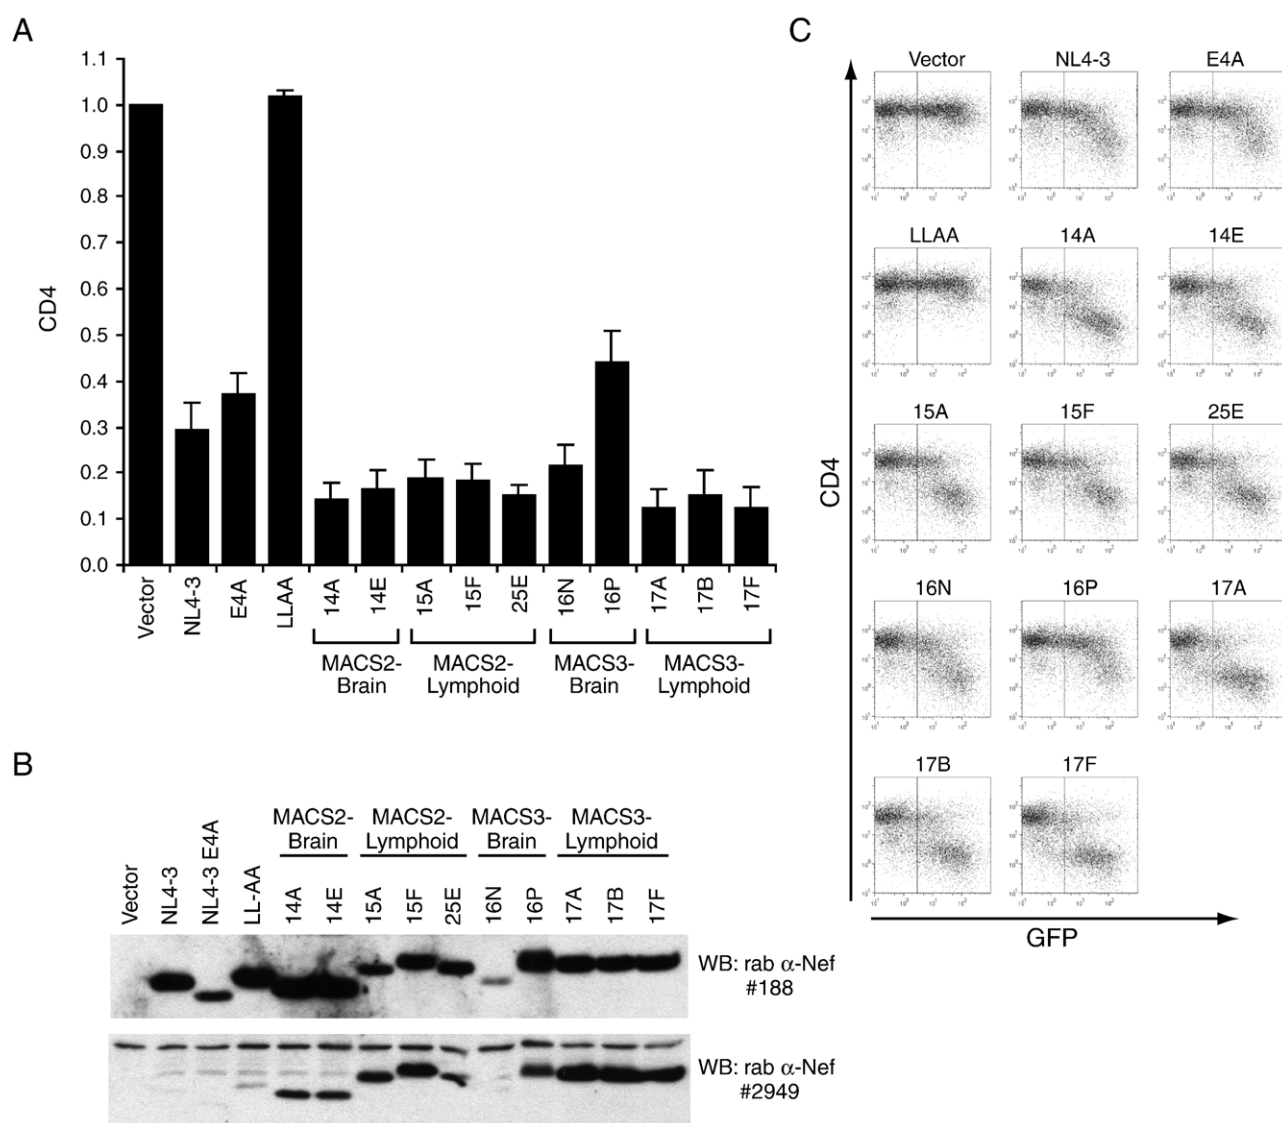 A
1.1
1.0
0.9
0.8
0.7
0.6
0.5
0.4
0.3
0.2
0.1
0.0
CD4
Vector
NL4-3
E4A
LLAA
14A
14E
15A
15F
25E
16N
16P
17A
17B
17F
MACS2-
Brain
MACS2-
Lymphoid
MACS3-
Brain
MACS3-
Lymphoid
B
MACS2-
Brain
MACS2-
Lymphoid
MACS3-
Brain
MACS3-
Lymphoid
Vector
NL4-3
NL4-3 E4A
LL-AA
14A
14E
15A
15F
25E
16N
16P
17A
17B
17F
WB: rab α-Nef
#188
WB: rab α-Nef
#2949
C
Vector
NL4-3
E4A
LLAA
14A
14E
15A
15F
25E
16N
16P
17A
17B
17F
CD4
GFP